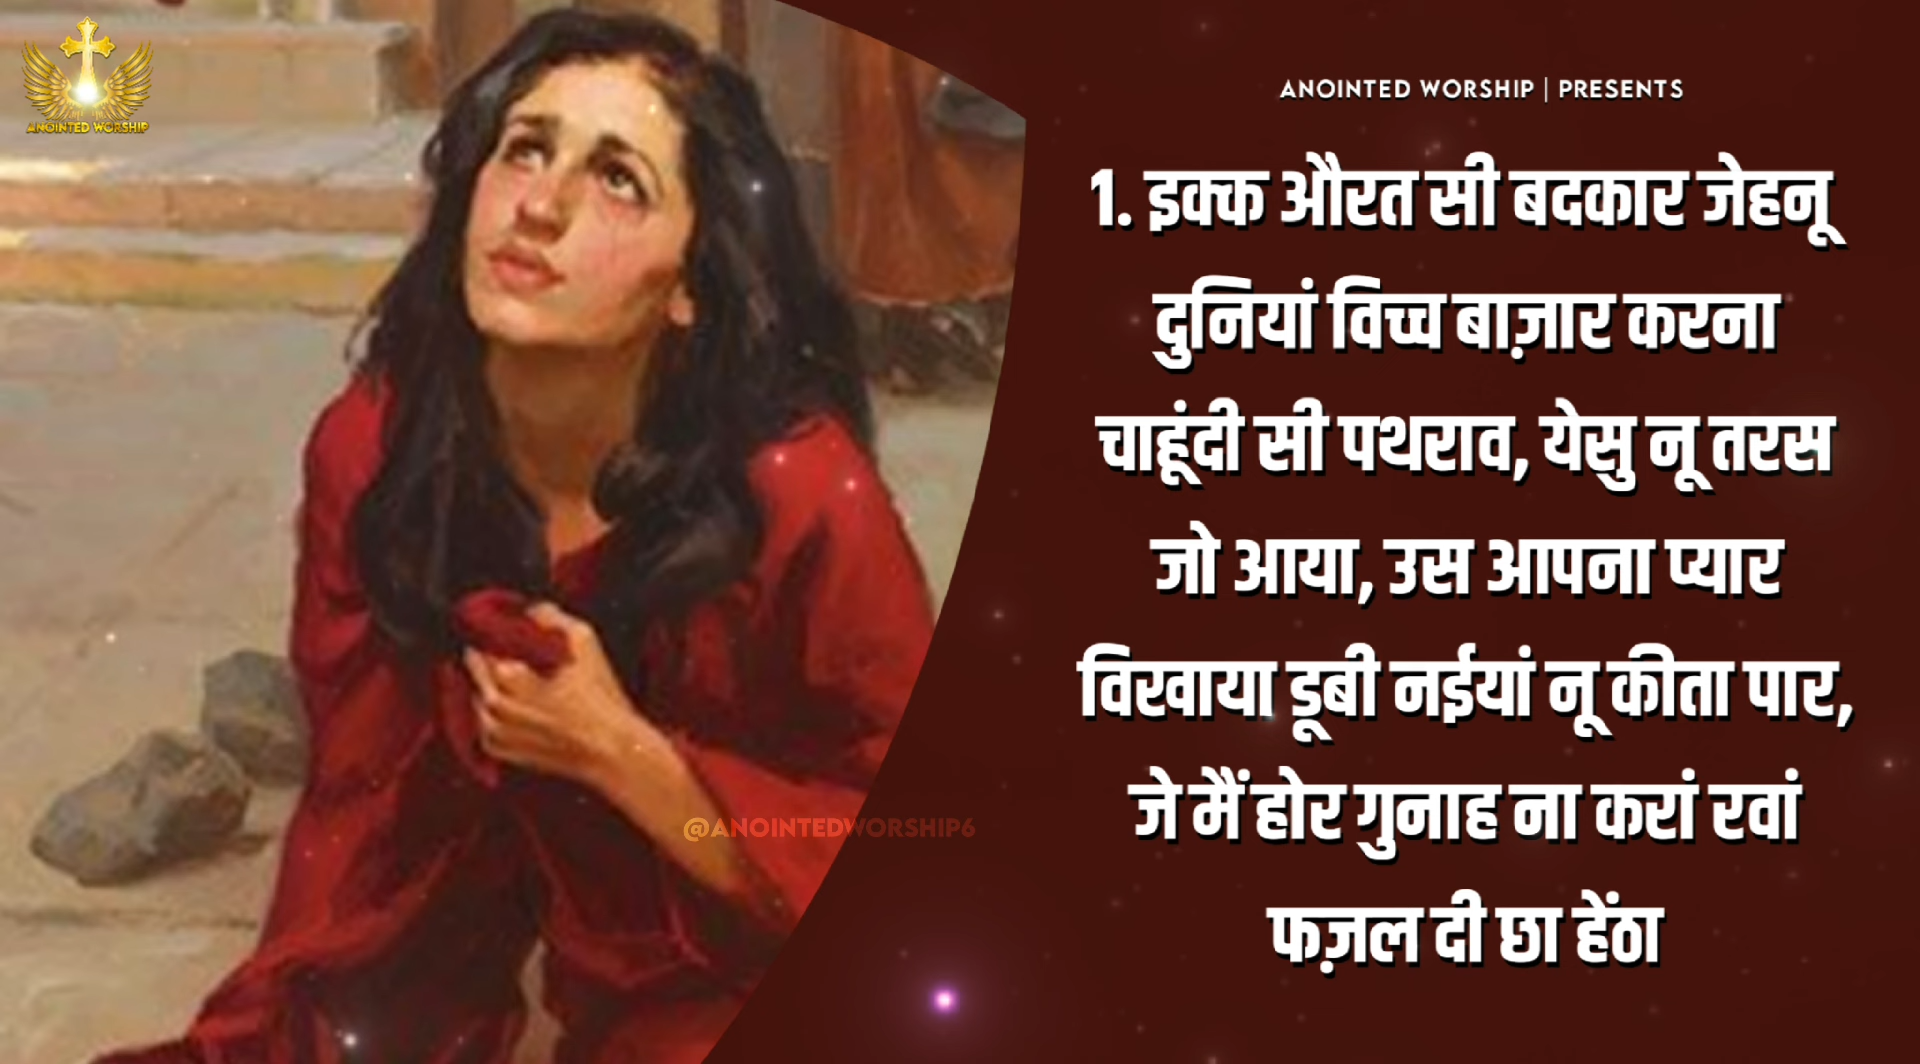 ANOINTED WORSHIP
ANOINTED WORSHIP | PRESENTS
1. इक्क औरत सी बदकार जेहनू
दुनियां विच्च बाज़ार करना
चाहूंदी सी पथराव, येसु नू तरस
जो आया, उस आपना प्यार
विखाया डूबी नईयां नू कीता पार,
जे मैं होर गुनाह ना करां रवां
फज़ल दी छा हेंठा
@ANOINTEDWORSHIP6